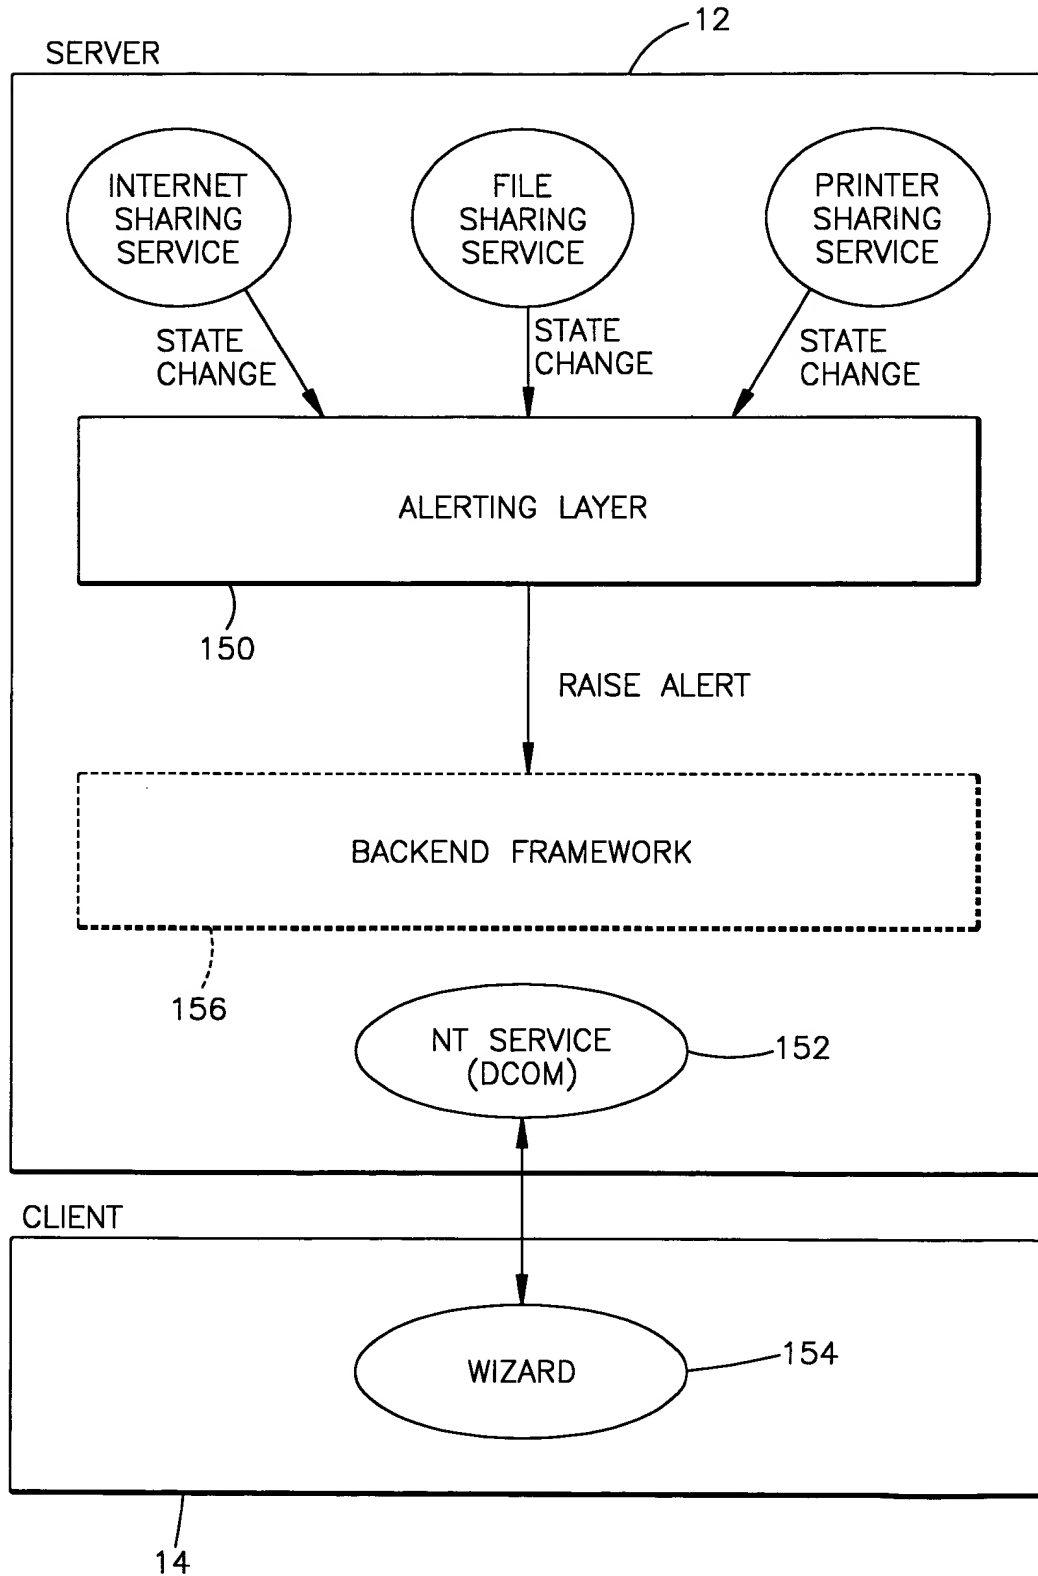 12
SERVER
INTERNET
SHARING
SERVICE
FILE
SHARING
SERVICE
PRINTER
SHARING
SERVICE
STATE
CHANGE
STATE
CHANGE
STATE
CHANGE
ALERTING LAYER
150
RAISE ALERT
BACKEND FRAMEWORK
156
NT SERVICE
(DCOM)
152
CLIENT
WIZARD
154
14